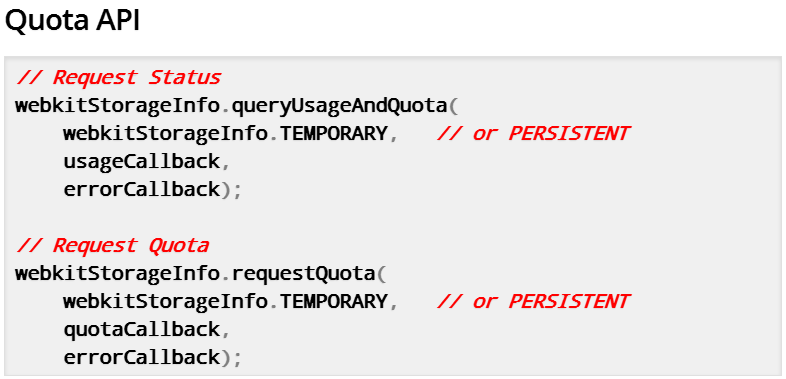 Quota API
// Request Status
webkitStorageInfo.queryUsageAndQuota(
    webkitStorageInfo.TEMPORARY,   // or PERSISTENT
    usageCallback,
    errorCallback);

// Request Quota
webkitStorageInfo.requestQuota(
    webkitStorageInfo.TEMPORARY,   // or PERSISTENT
    quotaCallback,
    errorCallback);